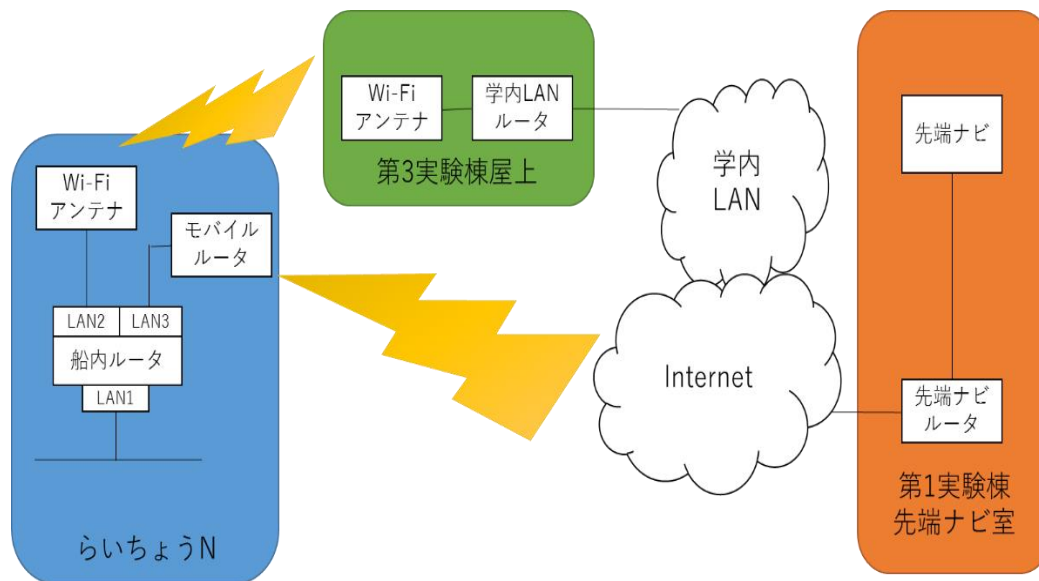 Wi-Fi
アンテナ
モバイル
ルータ
LAN2
LAN3
船内ルータ
LAN1
らいちょうN
Wi-Fi
アンテナ
学内LAN
ルータ
第3実験棟屋上
学内
LAN
Internet
先端ナビ
先端ナビ
ルータ
第1実験棟
先端ナビ室